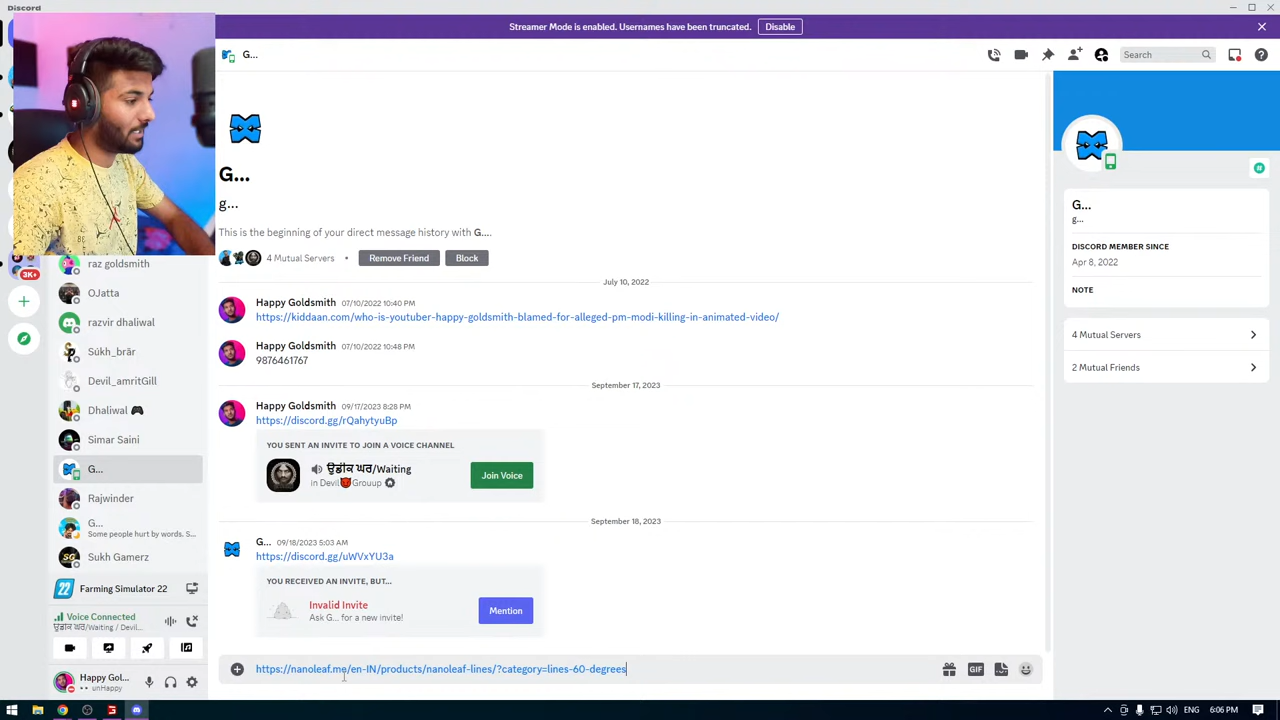 Discord
Streamer Mode is enabled. Usernames have been truncated.
Disable
G...
Search
G...
g...
This is the beginning of your direct message history with G....
4 Mutual Servers
Remove Friend
Block
July 10, 2022
Happy Goldsmith 07/10/2022 10:40 PM
https://kiddaan.com/who-is-youtuber-happy-goldsmith-blamed-for-alleged-pm-modi-killing-in-animated-video/
Happy Goldsmith 07/10/2022 10:48 PM
9876461767
September 17, 2023
Happy Goldsmith 09/17/2023 8:28 PM
https://discord.gg/rQahytyuBp
YOU SENT AN INVITE TO JOIN A VOICE CHANNEL
ਉਡੀਕ ਘਰ/Waiting
in Devil👹Grouup
Join Voice
September 18, 2023
G... 09/18/2023 5:03 AM
https://discord.gg/uWVxYU3a
YOU RECEIVED AN INVITE, BUT...
Invalid Invite
Ask G... for a new invite!
Mention
https://nanoleaf.me/en-IN/products/nanoleaf-lines/?category=lines-60-degrees
GIF
3K+
raz goldsmith
OJatta
razvir dhaliwal
Súkh_brår
Devil_amritGill
Dhaliwal 🎮
Simar Saini
G...
Rajwinder
G...
Some people hurt by words. S...
SG
Sukh Gamerz
22
Farming Simulator 22
Voice Connected
ਉਡੀਕ ਘਰ/Waiting / Devil...
Happy Gol...
unHappy
G...
g...
DISCORD MEMBER SINCE
Apr 8, 2022
NOTE
4 Mutual Servers
2 Mutual Friends
ENG
6:06 PM